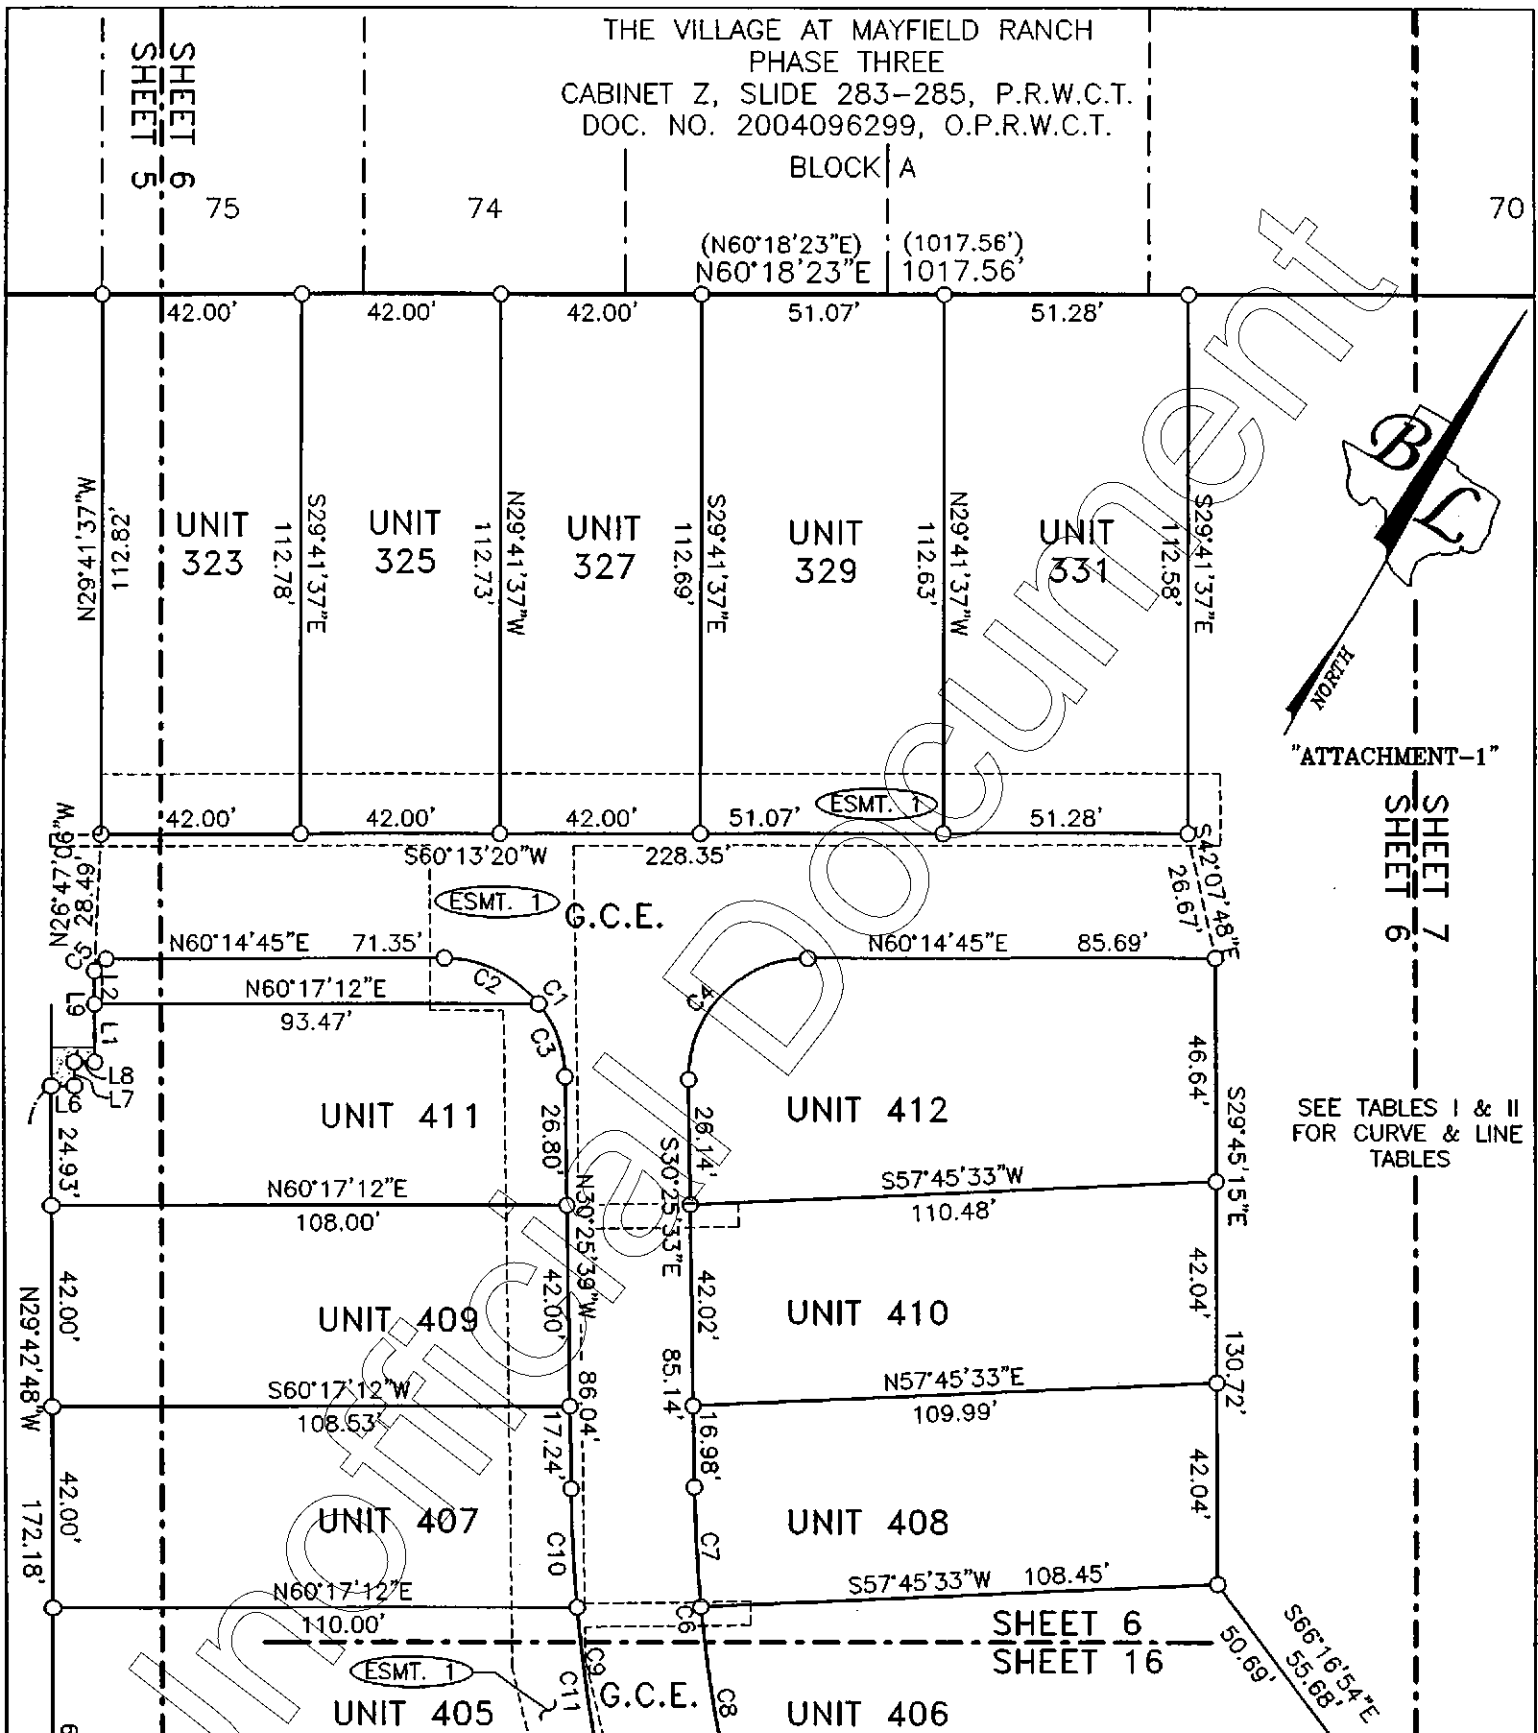 THE VILLAGE AT MAYFIELD RANCH
PHASE THREE
CABINET Z, SLIDE 283-285, P.R.W.C.T.
DOC. NO. 2004096299, O.P.R.W.C.T.
BLOCK A
SHEET 6
SHEET 5
75
74
70
(N60°18'23"E) (1017.56')
N60°18'23"E 1017.56'
42.00'
42.00'
42.00'
51.07'
51.28'
N29°41'37"W
112.82'
UNIT
323
S29°41'37"E
112.78'
UNIT
325
N29°41'37"W
112.73'
UNIT
327
S29°41'37"E
112.69'
UNIT
329
N29°41'37"W
112.63'
UNIT
331
S29°41'37"E
112.58'
B
L
NORTH
"ATTACHMENT-1"
SHEET 7
SHEET 6
42.00'
42.00'
42.00'
51.07'
ESMT. 1
51.28'
S60°13'20"W 228.35'
N26°47'06"W
28.49'
ESMT. 1
G.C.E.
S42°07'48"E
26.67'
C5
N60°14'45"E 71.35'
C2
N60°14'45"E 85.69'
L2
L9
N60°17'12"E
93.47'
C1
C4
L1
C3
L8
L7
L6
UNIT 411
UNIT 412
46.64'
SEE TABLES I & II
FOR CURVE & LINE
TABLES
24.93'
26.80'
26.14'
S29°45'15"E
130.72'
N60°17'12"E
108.00'
N30°25'39"W
86.04'
S30°25'33"E
85.14'
S57°45'33"W
110.48'
N29°42'48"W
172.18'
42.00'
UNIT 409
42.00'
42.02'
UNIT 410
42.04'
S60°17'12"W
108.53'
N57°45'33"E
109.99'
17.24'
16.98'
42.00'
UNIT 407
C10
C7
UNIT 408
42.04'
N60°17'12"E
110.00'
S57°45'33"W 108.45'
C6
SHEET 6
SHEET 16
S66°16'54"E
55.68'
50.69'
ESMT. 1
C9
C11
UNIT 405
G.C.E.
C8
UNIT 406
6
Unofficial Document